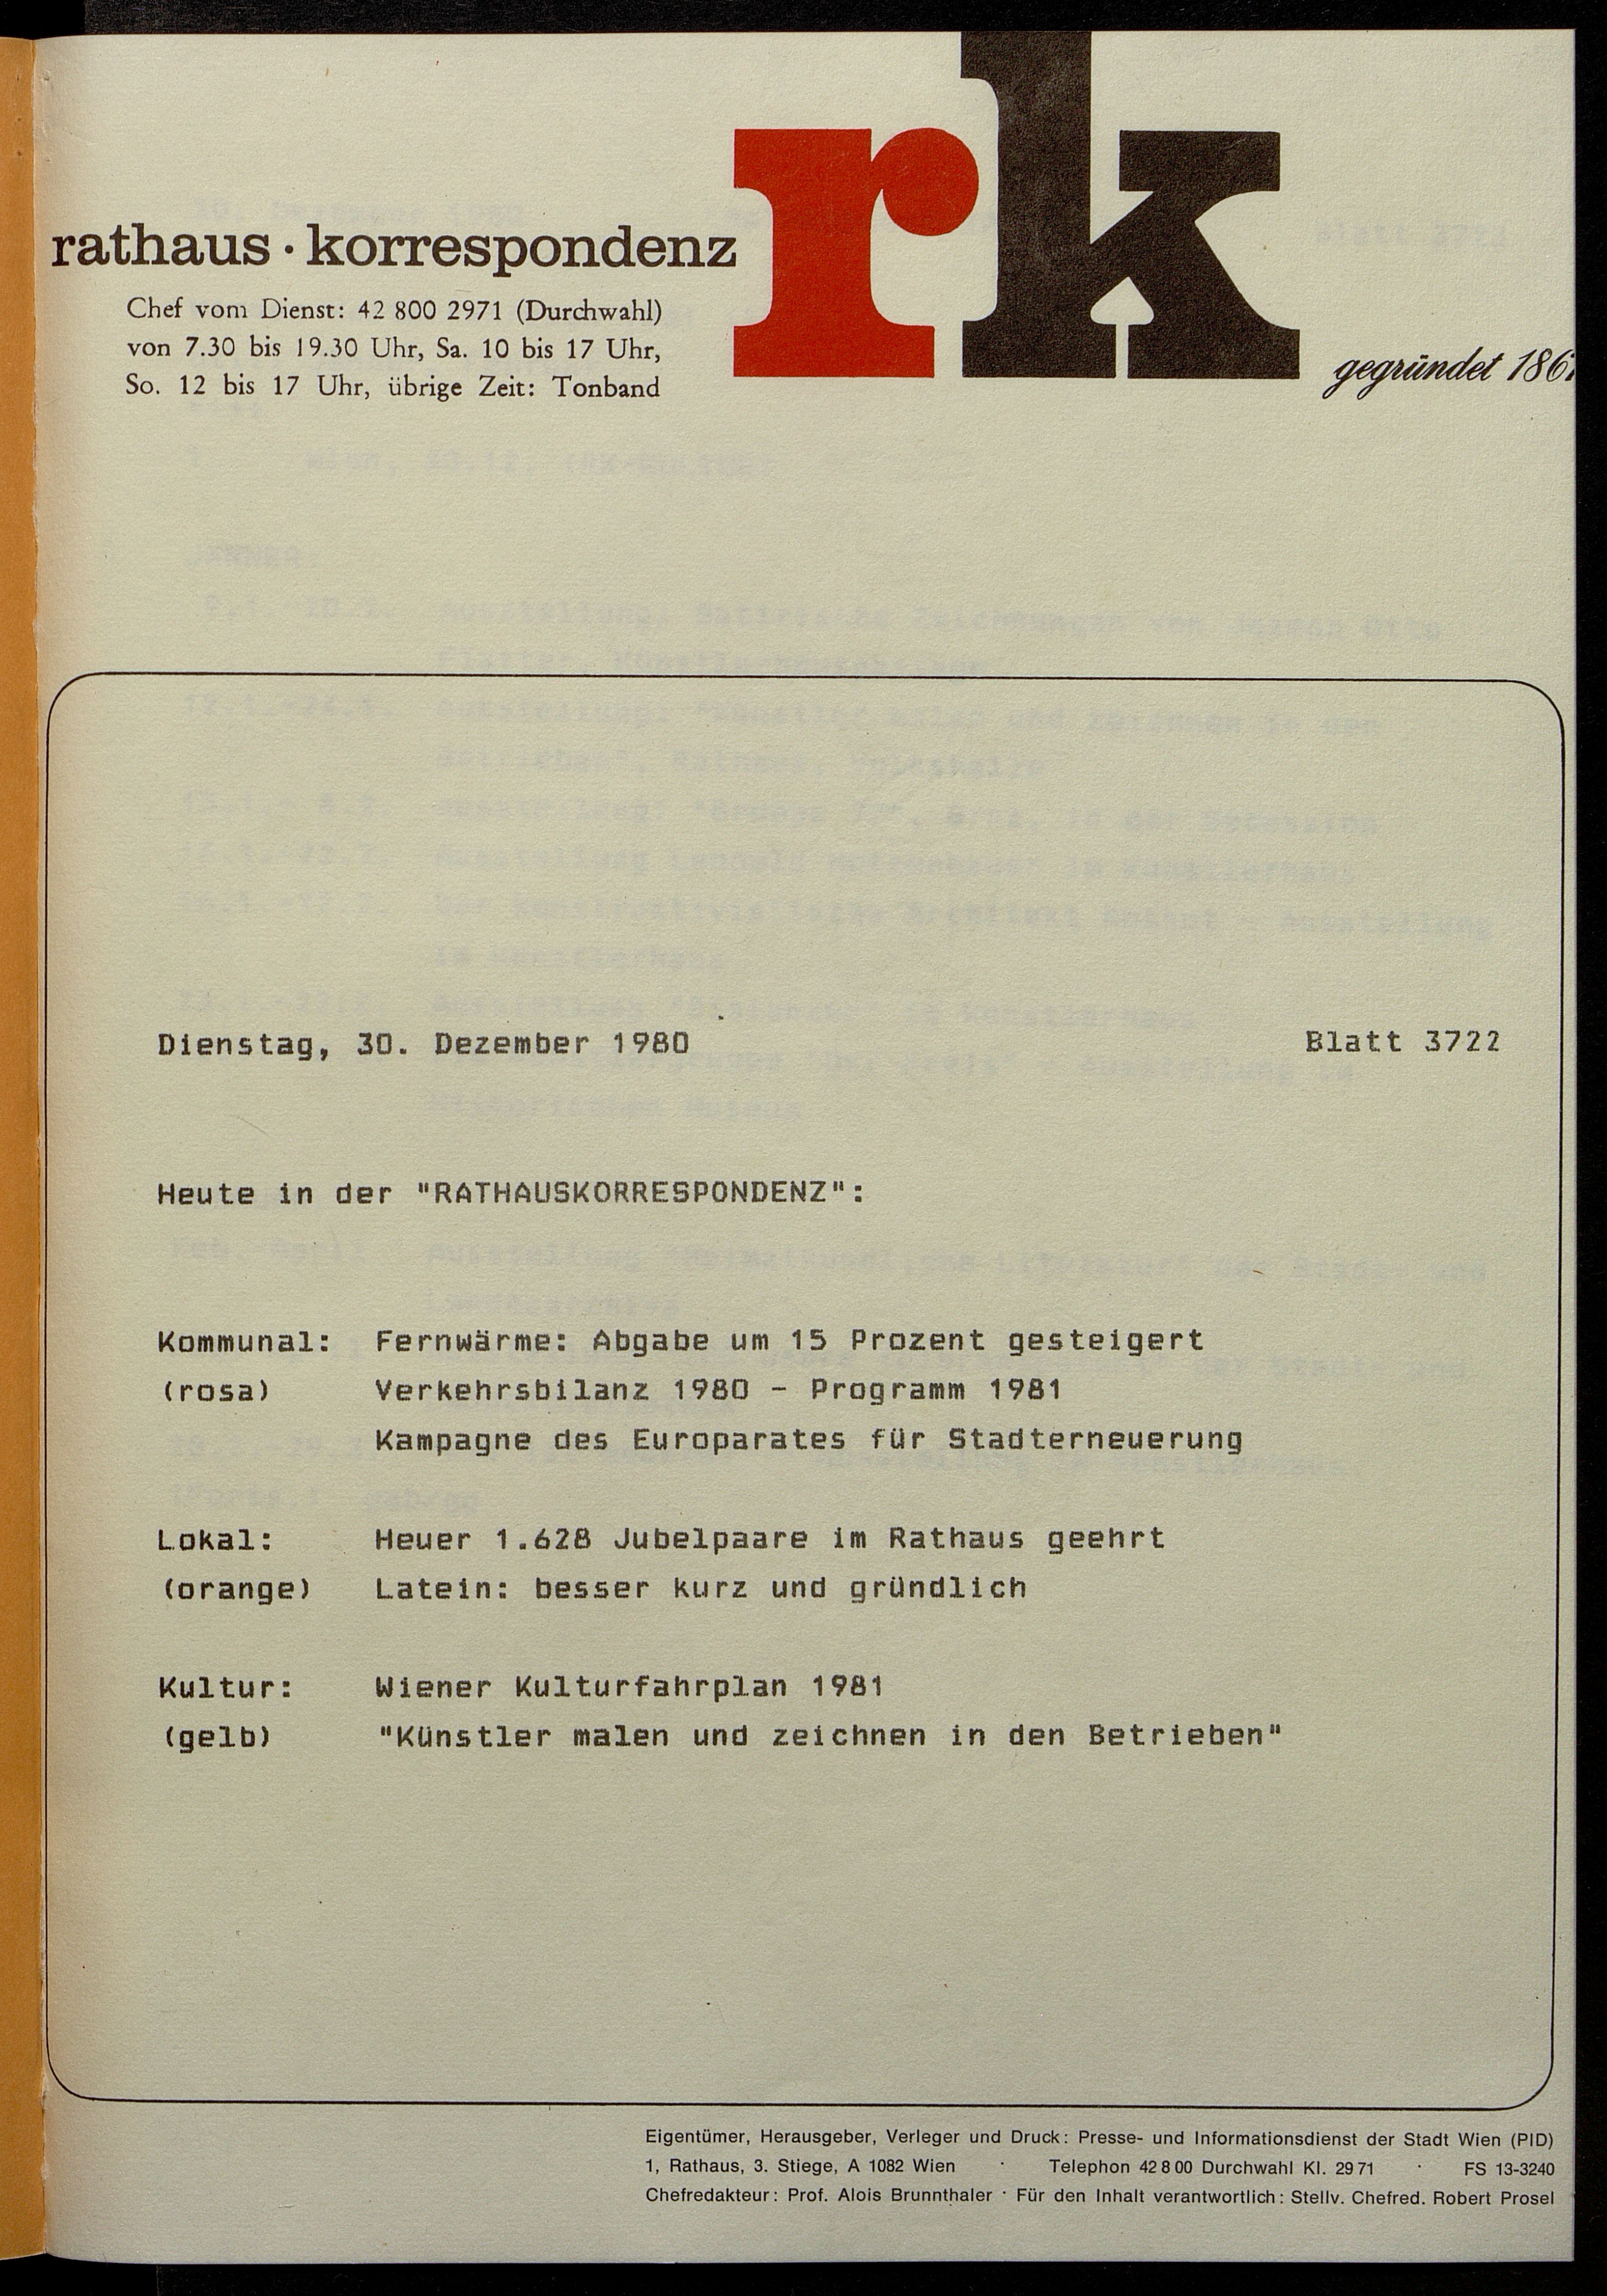 rk
rathaus · korrespondenz
Chef vom Dienst: 42 800 2971 (Durchwahl)
von 7.30 bis 19.30 Uhr, Sa. 10 bis 17 Uhr,
So. 12 bis 17 Uhr, übrige Zeit: Tonband
gegründet
Dienstag, 30. Dezember 1980 Blatt 3722
Heute in der "RATHAUSKORRESPONDENZ":
Kommunal: Fernwärme: Abgabe um 15 Prozent gesteigert
(rosa) Verkehrsbilanz 1980 - Programm 1981
Kampagne des Europarates für Stadterneuerung
Lokal: Heuer 1.628 Jubelpaare im Rathaus geehrt
(orange) Latein: besser kurz und gründlich
Kultur: Wiener Kulturfahrplan 1981
(gelb) "Künstler malen und zeichnen in den Betrieben"
Eigentümer, Herausgeber, Verleger und Druck: Presse- und Informationsdienst der Stadt Wien (PID)
1, Rathaus, 3. Stiege, A 1082 Wien · Telephon 42 8 00 Durchwahl Kl. 29 71 · FS 13-3240
Chefredakteur: Prof. Alois Brunnthaler · Für den Inhalt verantwortlich: Stellv. Chefred. Robert Prosel